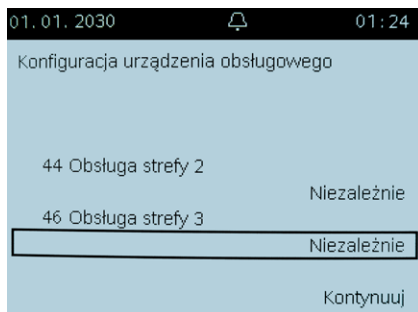 01.01.2030 01:24
Konfiguracja urządzenia obsługowego
44 Obsługa strefy 2
Niezależnie
46 Obsługa strefy 3
Niezależnie
Kontynuuj